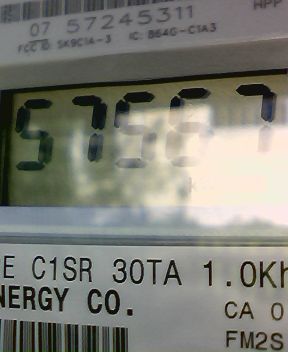 HPP
07 57245311
FCC ID: SK9C1A-3 IC: 864G-C1A3
57567
E C1SR 30TA 1.0Kh
NERGY CO.
CA 0
FM2S